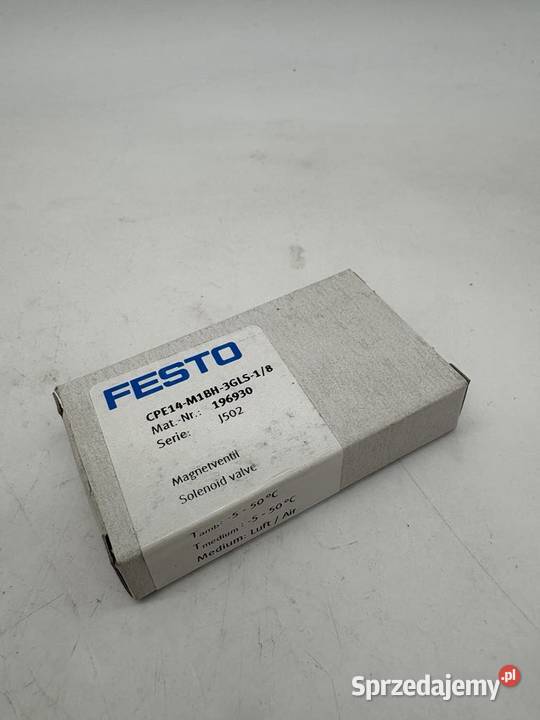 FESTO
CPE14-M1BH-3GLS-1/8
Mat.-Nr.: 196930
Serie: J502
Magnetventil
Solenoid valve
Tamb: -5 - 50 °C
Tmedium : -5 - 50 °C
Medium: Luft / Air
Sprzedajemy.pl